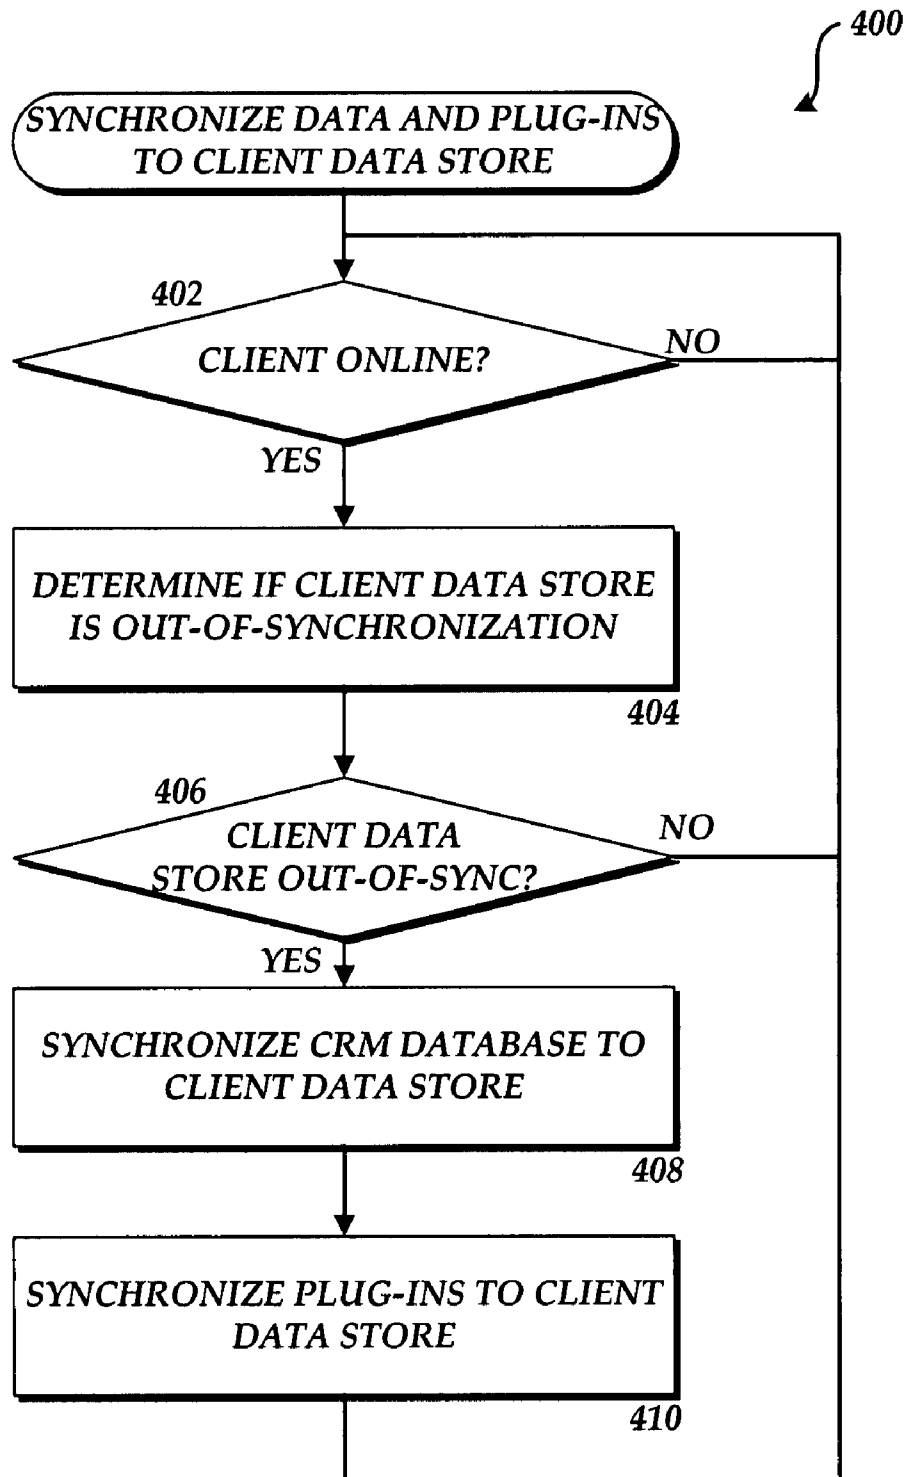 400
SYNCHRONIZE DATA AND PLUG-INS
TO CLIENT DATA STORE
402
CLIENT ONLINE?
NO
YES
DETERMINE IF CLIENT DATA STORE
IS OUT-OF-SYNCHRONIZATION
404
406
CLIENT DATA
STORE OUT-OF-SYNC?
NO
YES
SYNCHRONIZE CRM DATABASE TO
CLIENT DATA STORE
408
SYNCHRONIZE PLUG-INS TO CLIENT
DATA STORE
410